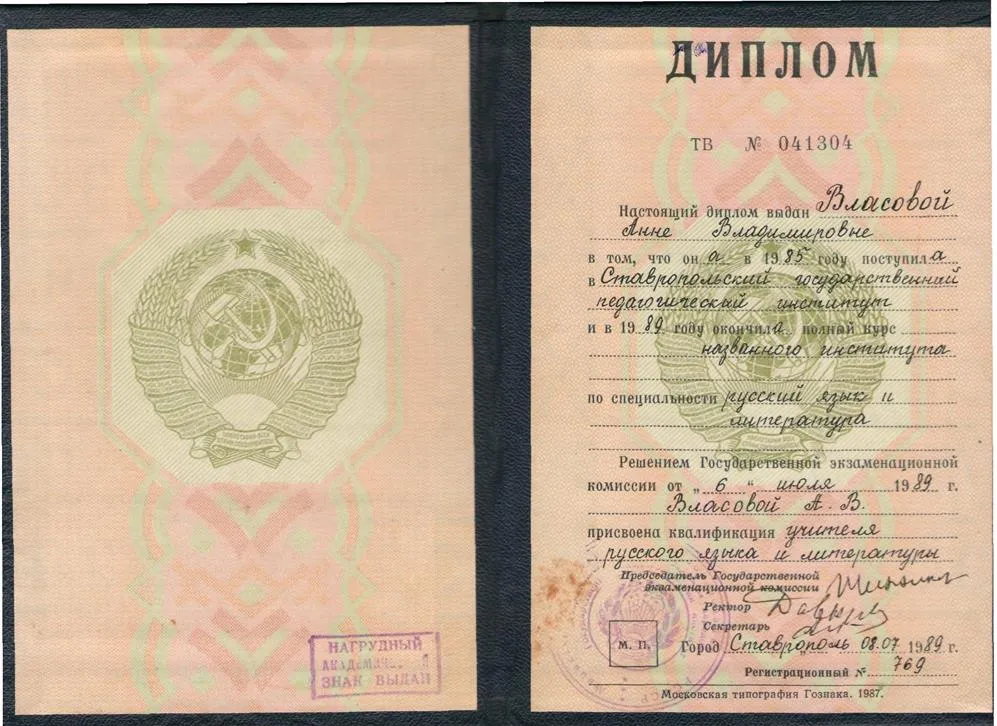 НАГРУДНЫЙ
ЗНАК ВЫДАН
ДИПЛОМ
ТВ № 041304
Настоящий диплом выдан Власовой
Анне Владимировне
в том, что он а в 1985 году поступил а
в Ставропольский государственный
педагогический институт
и в 1989 году окончил а полный курс
названного института
по специальности русский язык и
литература
Решением Государственной экзаменационной
комиссии от „ 6 “ июля 1989 г.
Власовой А. В.
присвоена квалификация учителя
русского языка и литературы
Председатель Государственной
экзаменационной комиссии
Ректор
Секретарь
М. П.
Город Ставрополь 08.07 1989 г.
Регистрационный № 769
Московская типография Гознака. 1987.